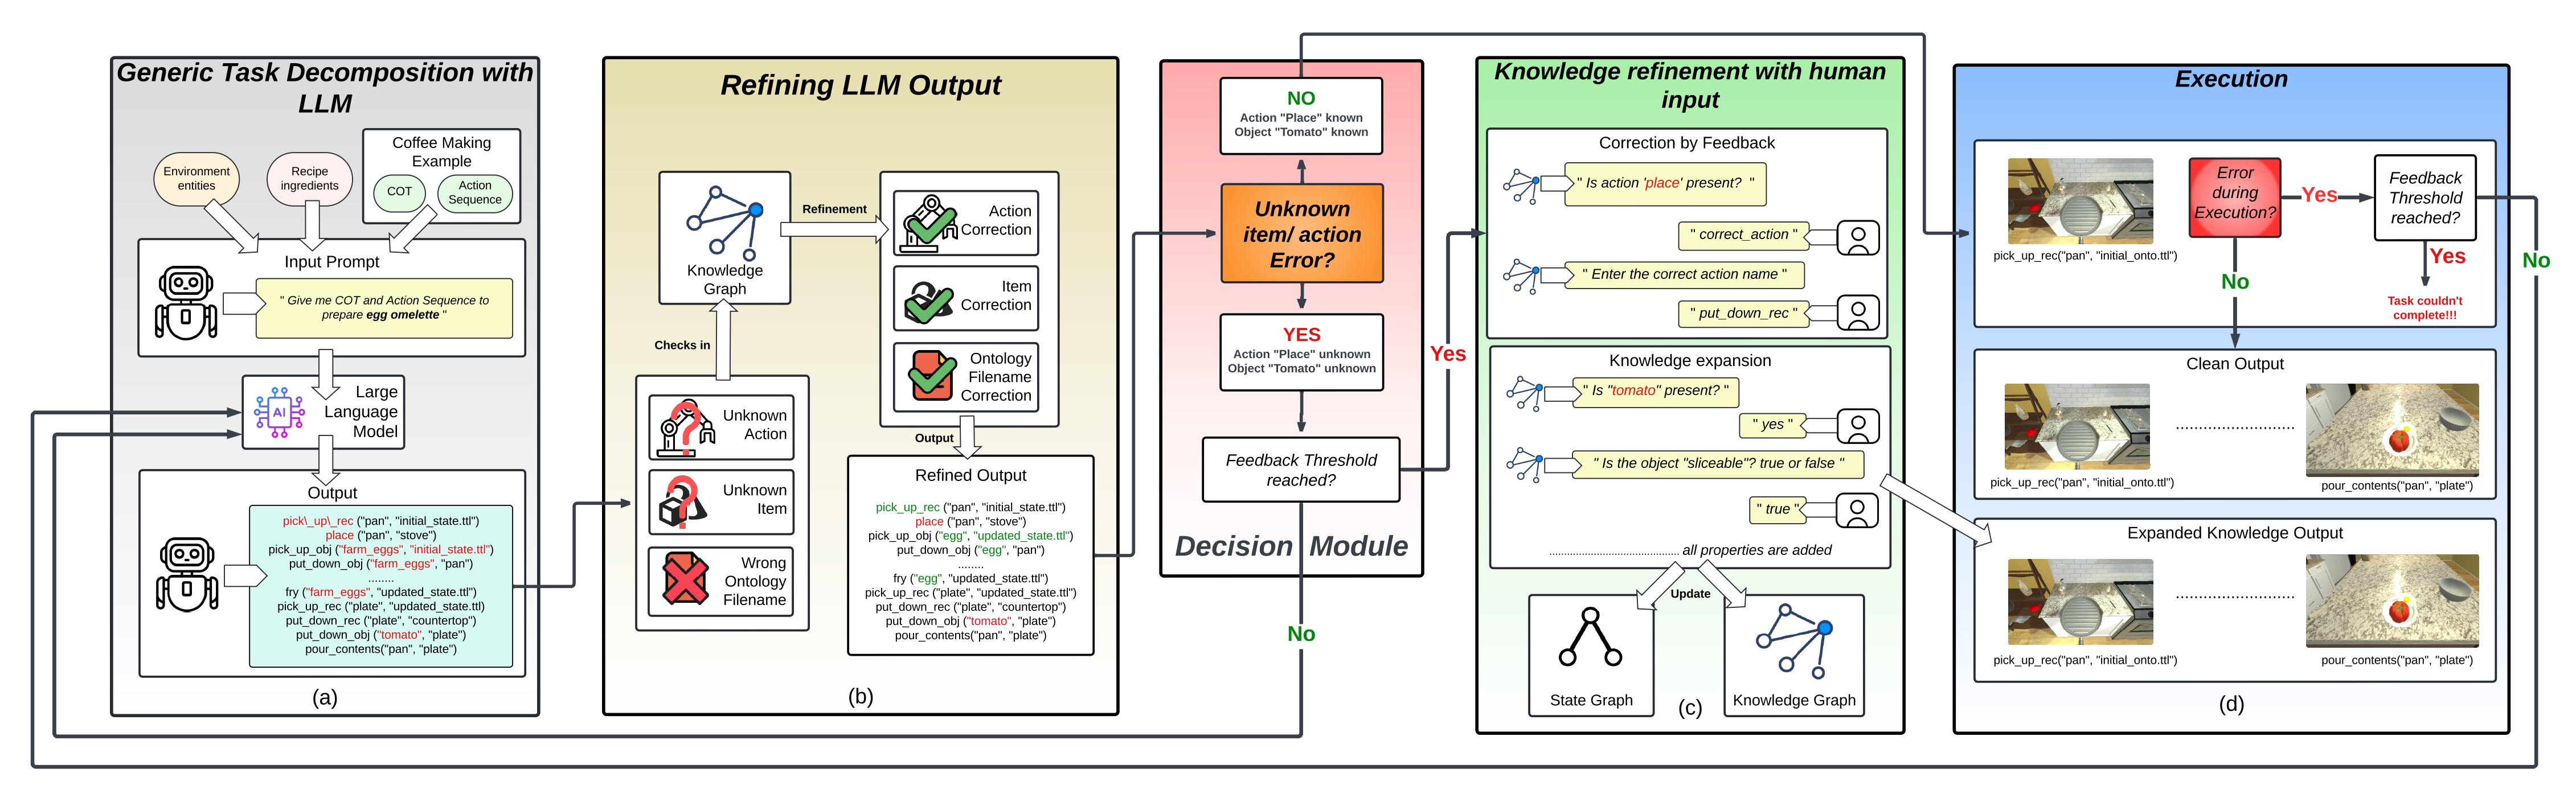 Generic Task Decomposition with
LLM
Environment
entities
Recipe
ingredients
Coffee Making
Example
COT
Action
Sequence
Input Prompt
" Give me COT and Action Sequence to
prepare egg omelette "
AI
Large
Language
Model
Output
pick\_up\_rec ("pan", "initial_state.ttl")
place ("pan", "stove")
pick_up_obj ("farm_eggs", "initial_state.ttl")
put_down_obj ("farm_eggs", "pan")
........
fry ("farm_eggs", "updated_state.ttl")
pick_up_rec ("plate", "updated_state.ttl)
put_down_rec ("plate", "countertop")
put_down_obj ("tomato", "plate")
pour_contents("pan", "plate")
(a)
Refining LLM Output
Knowledge
Graph
Refinement
Checks in
Unknown
Action
Unknown
Item
Wrong
Ontology
Filename
Action
Correction
Item
Correction
Ontology
Filename
Correction
Output
Refined Output
pick_up_rec ("pan", "initial_state.ttl")
place ("pan", "stove")
pick_up_obj ("egg", "updated_state.ttl")
put_down_obj ("egg", "pan")
........
fry ("egg", "updated_state.ttl")
pick_up_rec ("plate", "updated_state.ttl")
put_down_rec ("plate", "countertop")
put_down_obj ("tomato", "plate")
pour_contents("pan", "plate")
(b)
NO
Action "Place" known
Object "Tomato" known
Unknown
item/ action
Error?
YES
Action "Place" unknown
Object "Tomato" unknown
Feedback Threshold
reached?
Decision Module
No
Yes
Knowledge refinement with human
input
Correction by Feedback
" Is action 'place' present? "
" correct_action "
" Enter the correct action name "
" put_down_rec "
Knowledge expansion
" Is "tomato" present? "
" yes "
" Is the object "sliceable"? true or false "
" true "
............................................ all properties are added
Update
State Graph
Knowledge Graph
(c)
Execution
pick_up_rec("pan", "initial_onto.ttl")
Error
during
Execution?
Yes
Feedback
Threshold
reached?
Yes
No
No
Task couldn't
complete!!!
Clean Output
..........................
pick_up_rec("pan", "initial_onto.ttl")
pour_contents("pan", "plate")
Expanded Knowledge Output
..........................
pick_up_rec("pan", "initial_onto.ttl")
pour_contents("pan", "plate")
(d)